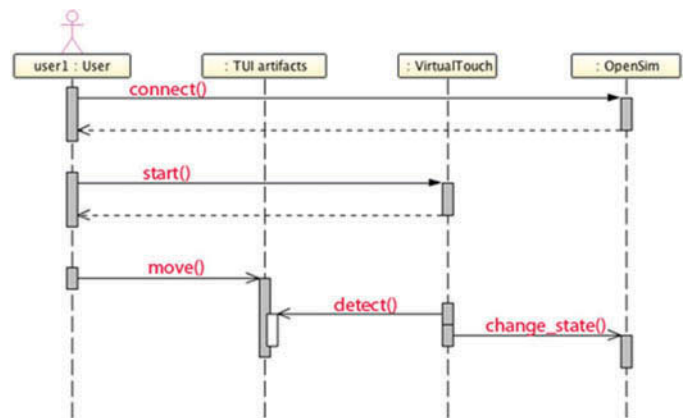 user1 : User
: TUI artifacts
: VirtualTouch
: OpenSim
connect()
start()
move()
detect()
change_state()